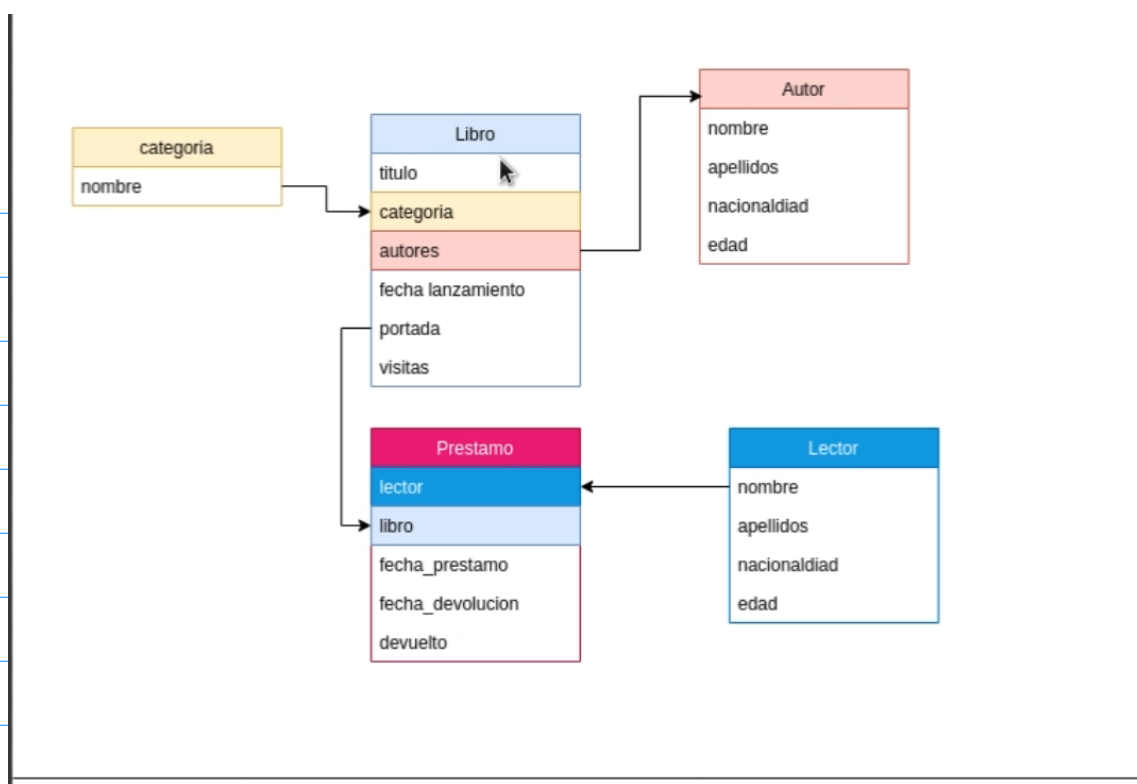 categoria
nombre
Libro
titulo
categoria
autores
fecha lanzamiento
portada
visitas
Autor
nombre
apellidos
nacionaldiad
edad
Prestamo
lector
libro
fecha_prestamo
fecha_devolucion
devuelto
Lector
nombre
apellidos
nacionaldiad
edad